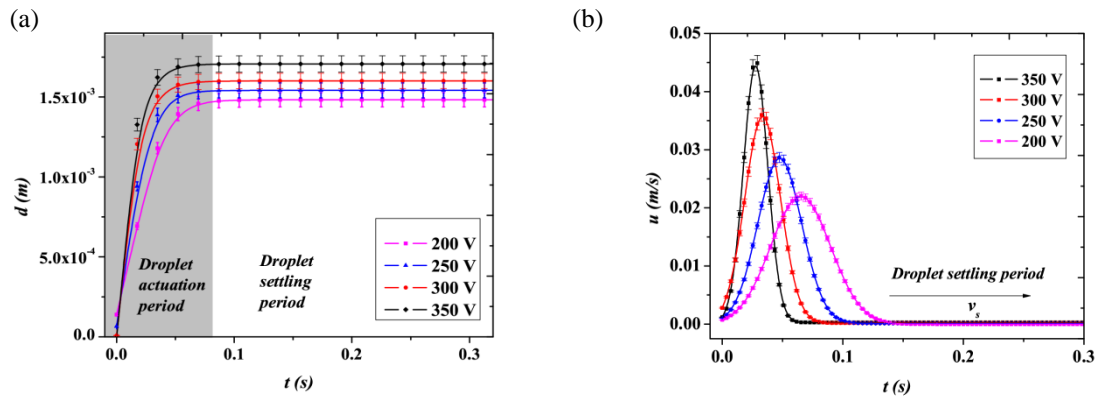 (a)
1.5x10⁻³
1.0x10⁻³
5.0x10⁻⁴
0.0
d (m)
Droplet
actuation
period
Droplet
settling
period
200 V
250 V
300 V
350 V
0.0 0.1 0.2 0.3
t (s)
(b)
0.05
0.04
0.03
0.02
0.01
0.00
u (m/s)
350 V
300 V
250 V
200 V
Droplet settling period
vₛ
0.0 0.1 0.2 0.3
t (s)